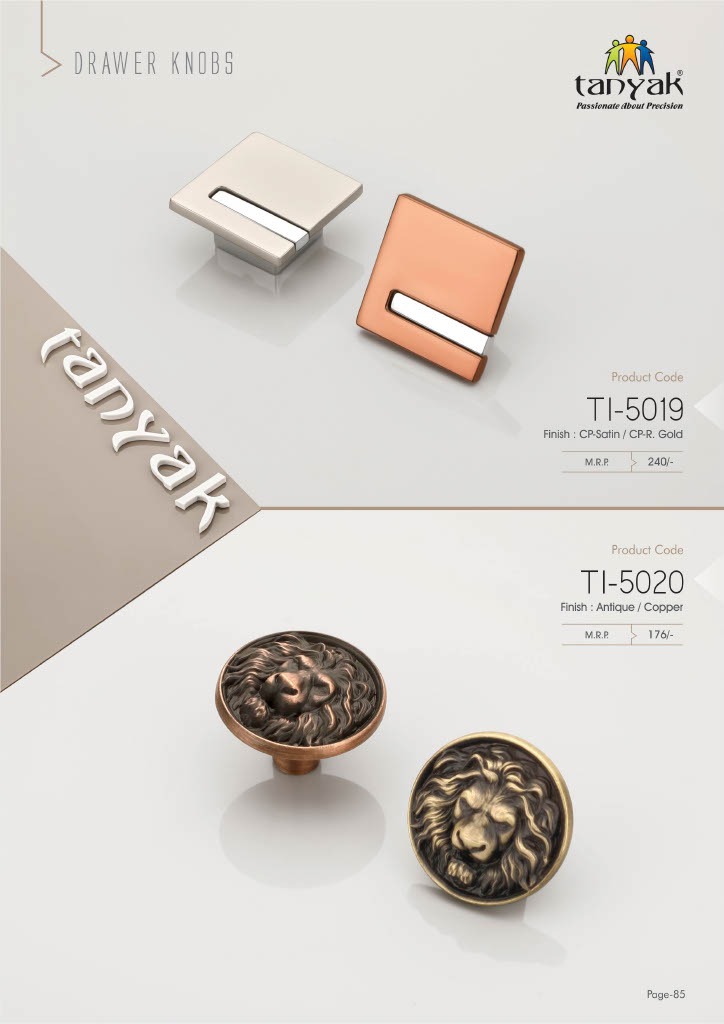 DRAWER KNOBS
tanyak®
Passionate About Precision
tanyak
Product Code
TI-5019
Finish : CP-Satin / CP-R. Gold
M.R.P. 240/-
Product Code
TI-5020
Finish : Antique / Copper
M.R.P. 176/-
Page-85